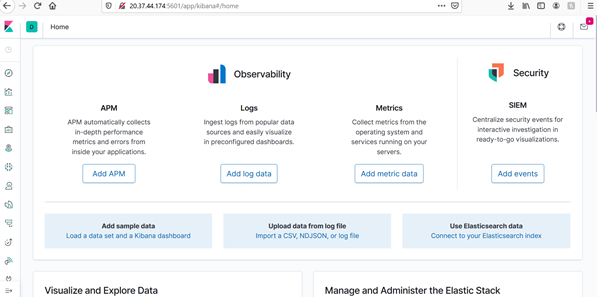 20.37.44.174:5601/app/kibana#/home
D Home
Observability
Security
APM
APM automatically collects
in-depth performance
metrics and errors from
inside your applications.
Add APM
Logs
Ingest logs from popular data
sources and easily visualize
in preconfigured dashboards.
Add log data
Metrics
Collect metrics from the
operating system and
services running on your
servers.
Add metric data
SIEM
Centralize security events for
interactive investigation in
ready-to-go visualizations.
Add events
Add sample data
Load a data set and a Kibana dashboard
Upload data from log file
Import a CSV, NDJSON, or log file
Use Elasticsearch data
Connect to your Elasticsearch index
Visualize and Explore Data
Manage and Administer the Elastic Stack